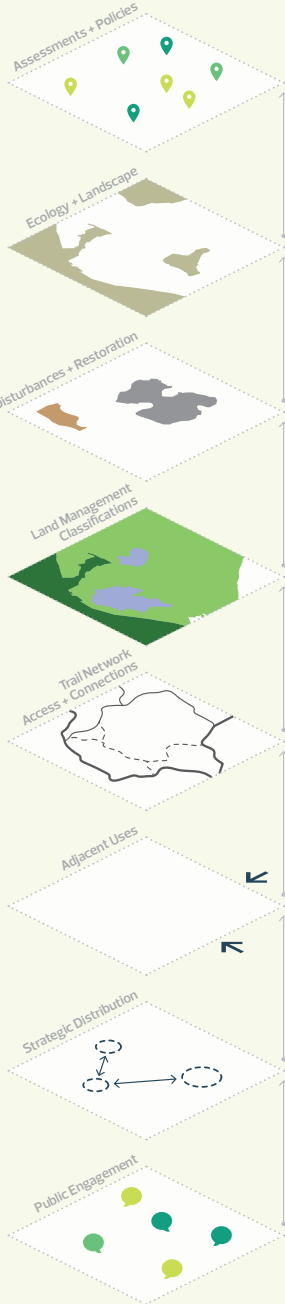 Assessments + Policies
Ecology + Landscape
Disturbances + Restoration
Land Management
Classifications
Trail Network
Access + Connections
Adjacent Uses
Strategic Distribution
Public Engagement